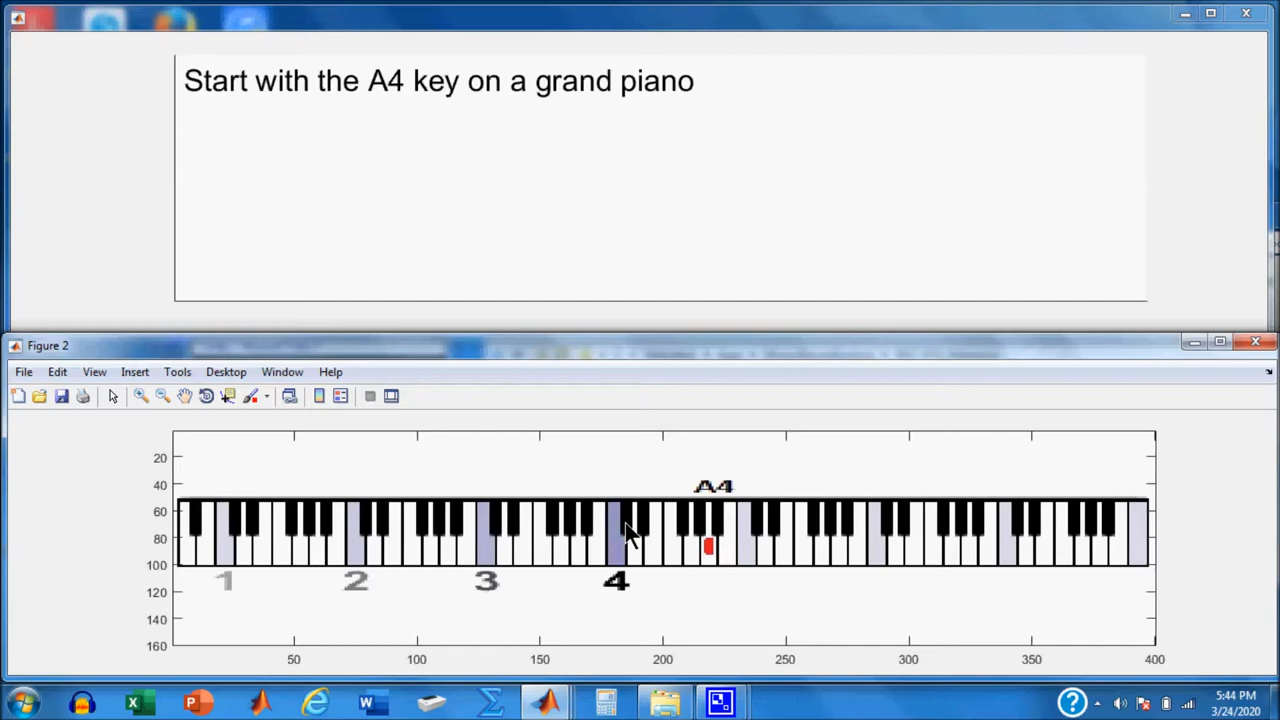 Start with the A4 key on a grand piano
Figure 2
File Edit View Insert Tools Desktop Window Help
20
40
60
80
100
120
140
160
A4
1 2 3 4
50 100 150 200 250 300 350 400
5:44 PM
3/24/2020